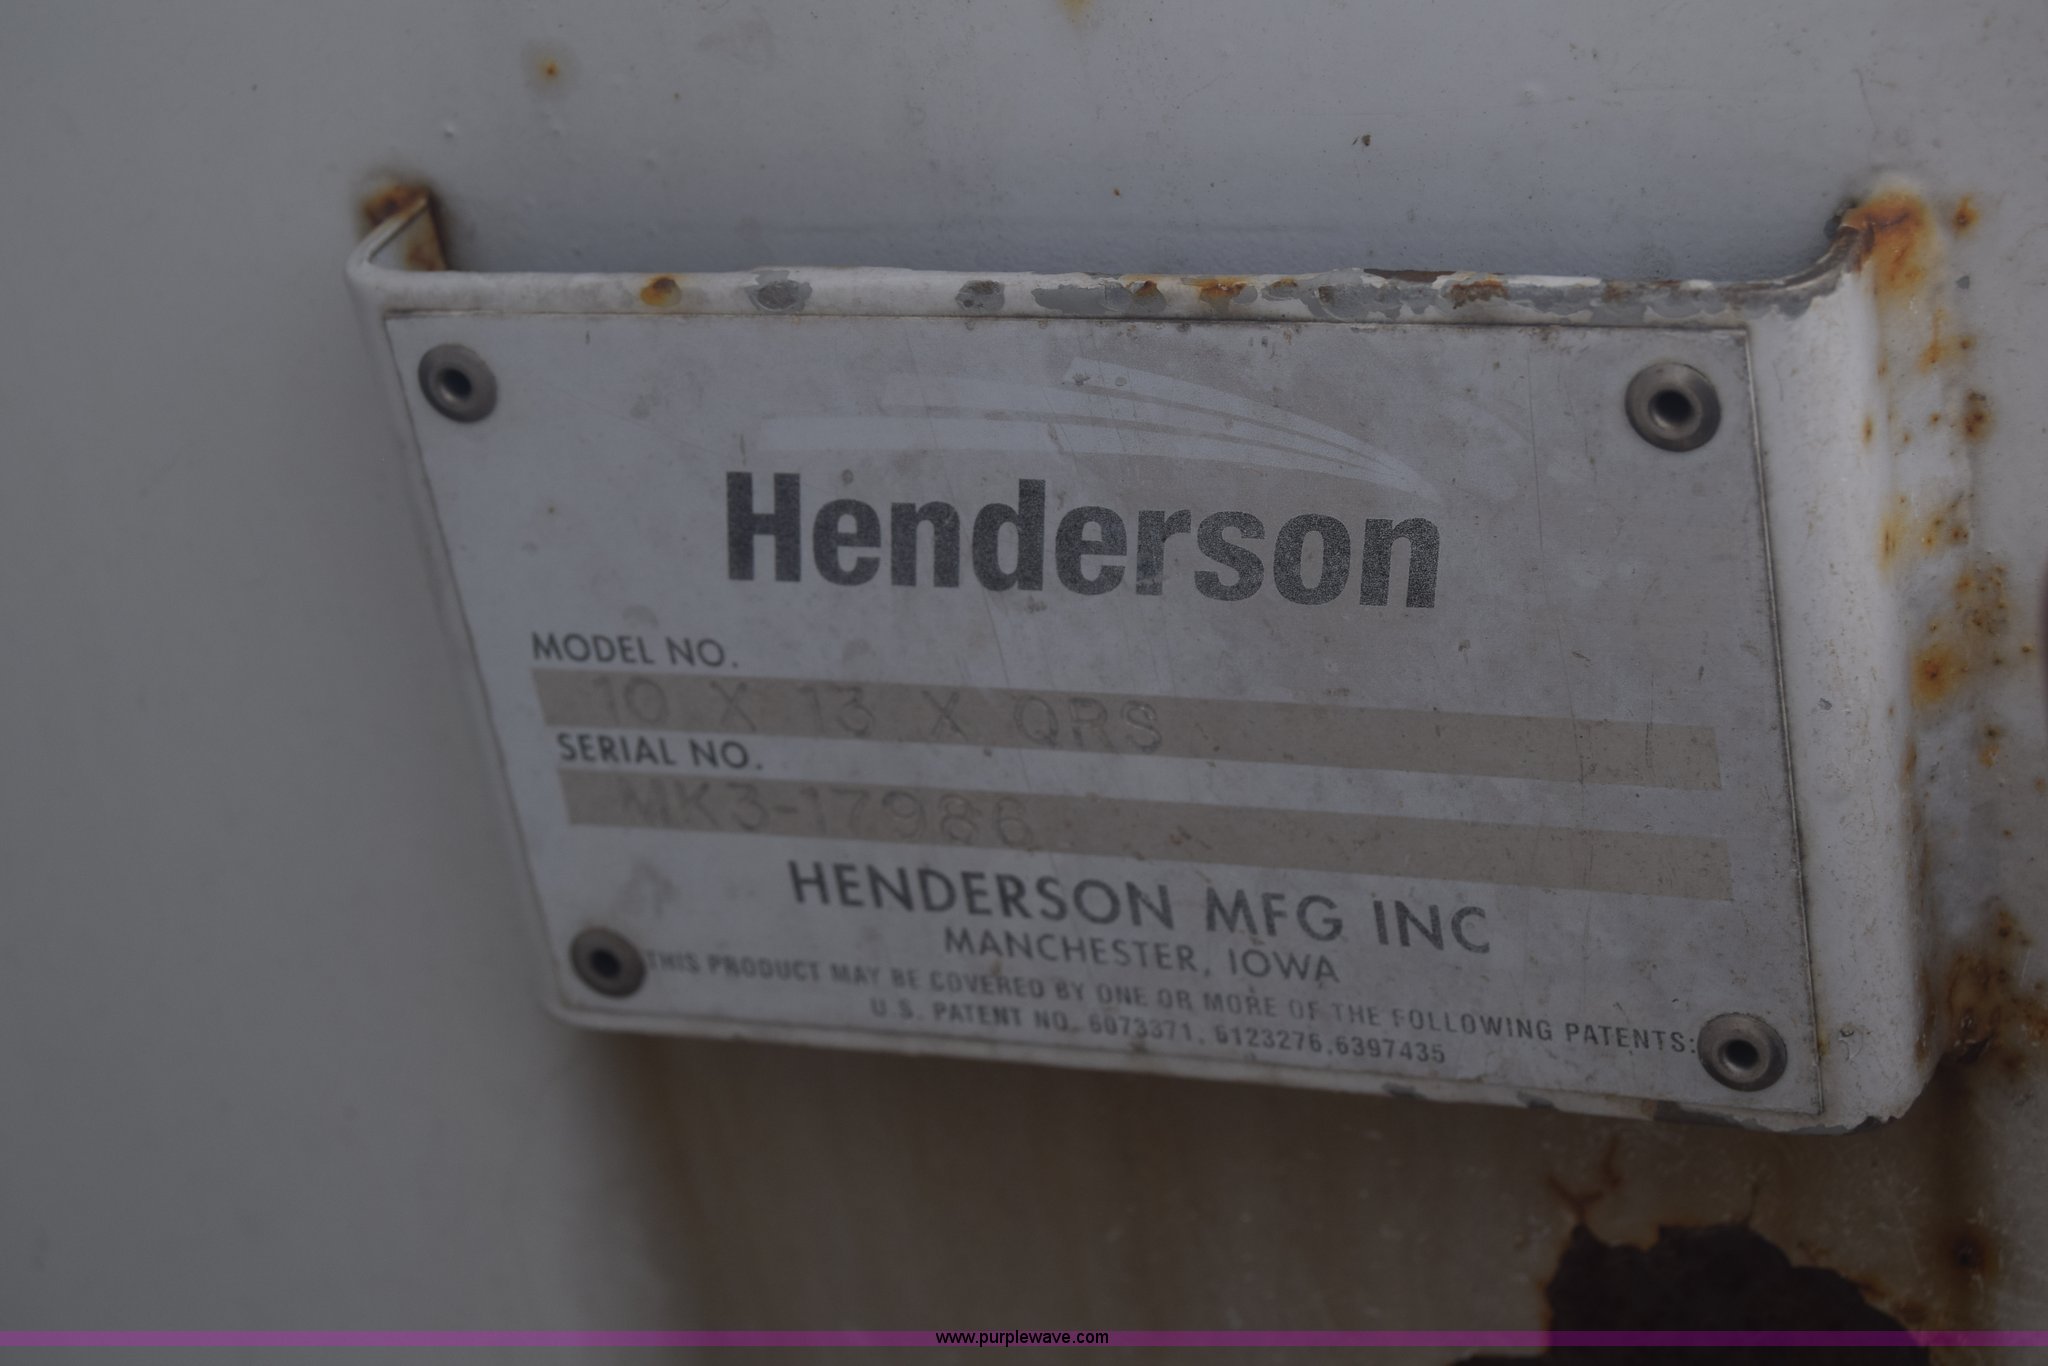 Henderson
MODEL NO.
10 X 13 X QRS
SERIAL NO.
MK3-17986
HENDERSON MFG INC
MANCHESTER, IOWA
THIS PRODUCT MAY BE COVERED BY ONE OR MORE OF THE FOLLOWING PATENTS:
U.S. PATENT NO. 6073371, 6123276,6397435
www.purplewave.com